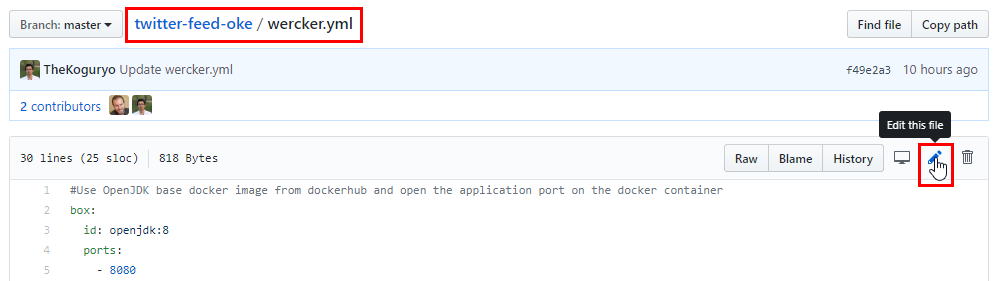 Branch: master twitter-feed-oke / wercker.yml Find file Copy path
TheKoguryo Update wercker.yml f49e2a3 10 hours ago
2 contributors
Edit this file
30 lines (25 sloc) 818 Bytes Raw Blame History
1 #Use OpenJDK base docker image from dockerhub and open the application port on the docker container
2 box:
3 id: openjdk:8
4 ports:
5 - 8080